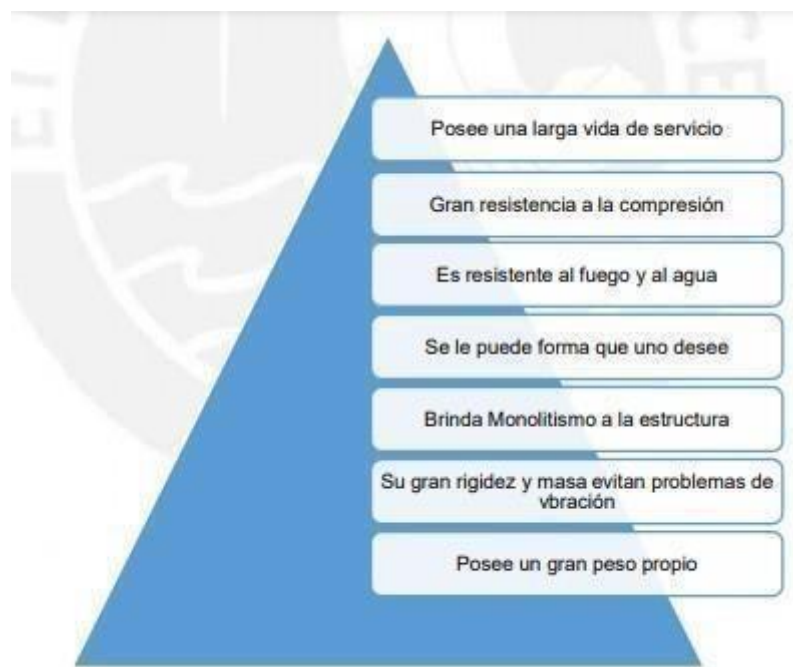 Posee una larga vida de servicio
Gran resistencia a la compresión
Es resistente al fuego y al agua
Se le puede forma que uno desee
Brinda Monolitismo a la estructura
Su gran rigidez y masa evitan problemas de
vbración
Posee un gran peso propio